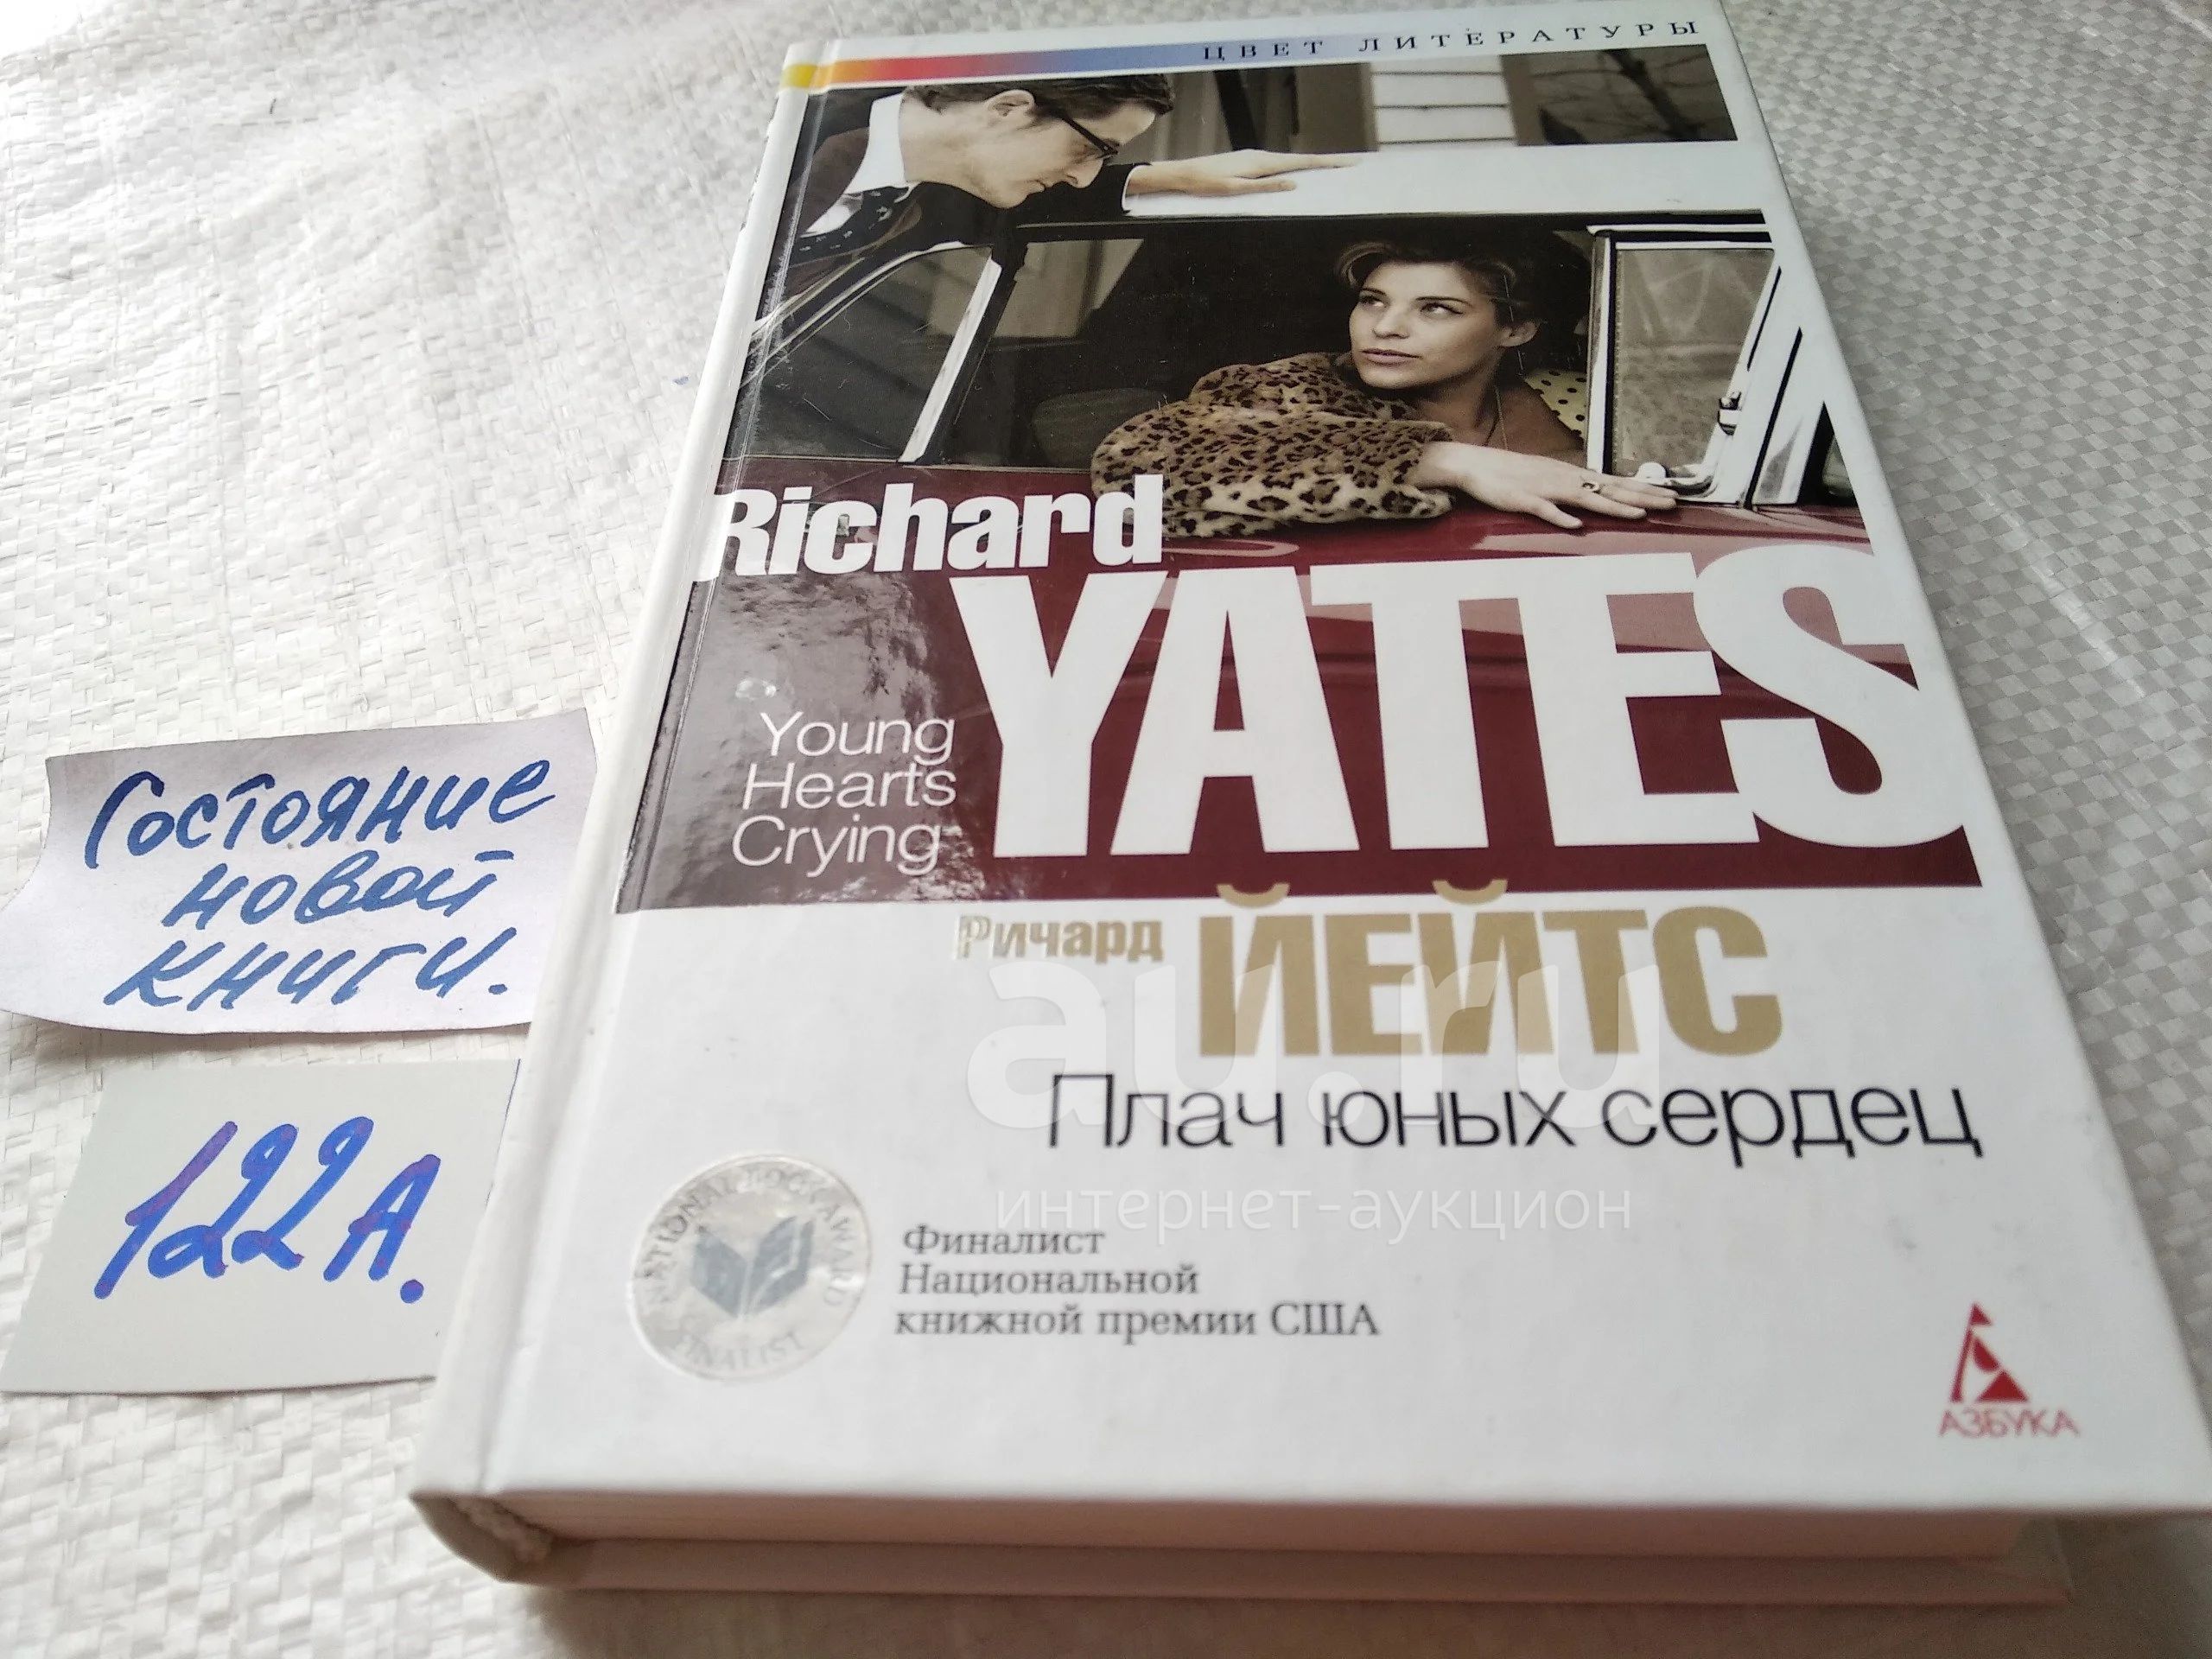 ЦВЕТ ЛИТЕРАТУРЫ
Richard
YATES
Young
Hearts
Crying
Ричард
ЙЕЙТС
Плач юных сердец
au.ru
интернет-аукцион
NATIONAL BOOK AWARD
FINALIST
Финалист
Национальной
книжной премии США
АЗБУКА
Состояние
новой
книги.
122А.